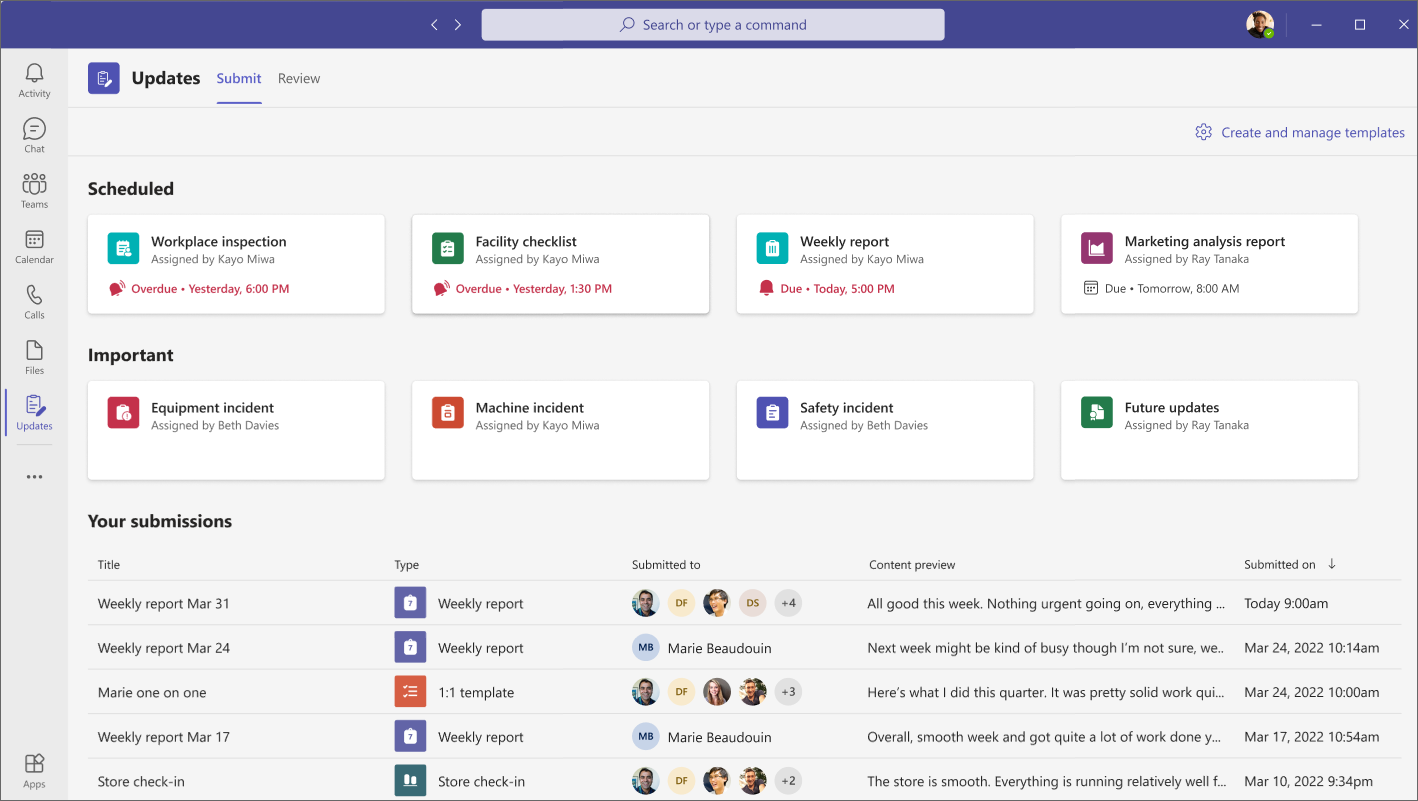 Search or type a command
Activity
Chat
Teams
Calendar
Calls
Files
Updates
Apps
Updates Submit Review
Create and manage templates
Scheduled
Workplace inspection
Assigned by Kayo Miwa
Overdue • Yesterday, 6:00 PM
Facility checklist
Assigned by Kayo Miwa
Overdue • Yesterday, 1:30 PM
Weekly report
Assigned by Kayo Miwa
Due • Today, 5:00 PM
Marketing analysis report
Assigned by Ray Tanaka
Due • Tomorrow, 8:00 AM
Important
Equipment incident
Assigned by Beth Davies
Machine incident
Assigned by Kayo Miwa
Safety incident
Assigned by Beth Davies
Future updates
Assigned by Ray Tanaka
Your submissions
Title Type Submitted to Content preview Submitted on
Weekly report Mar 31 7 Weekly report DF DS +4 All good this week. Nothing urgent going on, everything ... Today 9:00am
Weekly report Mar 24 7 Weekly report MB Marie Beaudouin Next week might be kind of busy though I'm not sure, we.. Mar 24, 2022 10:14am
Marie one on one 1:1 template DF +3 Here's what I did this quarter. It was pretty solid work qui... Mar 24, 2022 10:00am
Weekly report Mar 17 7 Weekly report MB Marie Beaudouin Overall, smooth week and got quite a lot of work done y... Mar 17, 2022 10:54am
Store check-in Store check-in DF +2 The store is smooth. Everything is running relatively well f... Mar 10, 2022 9:34pm